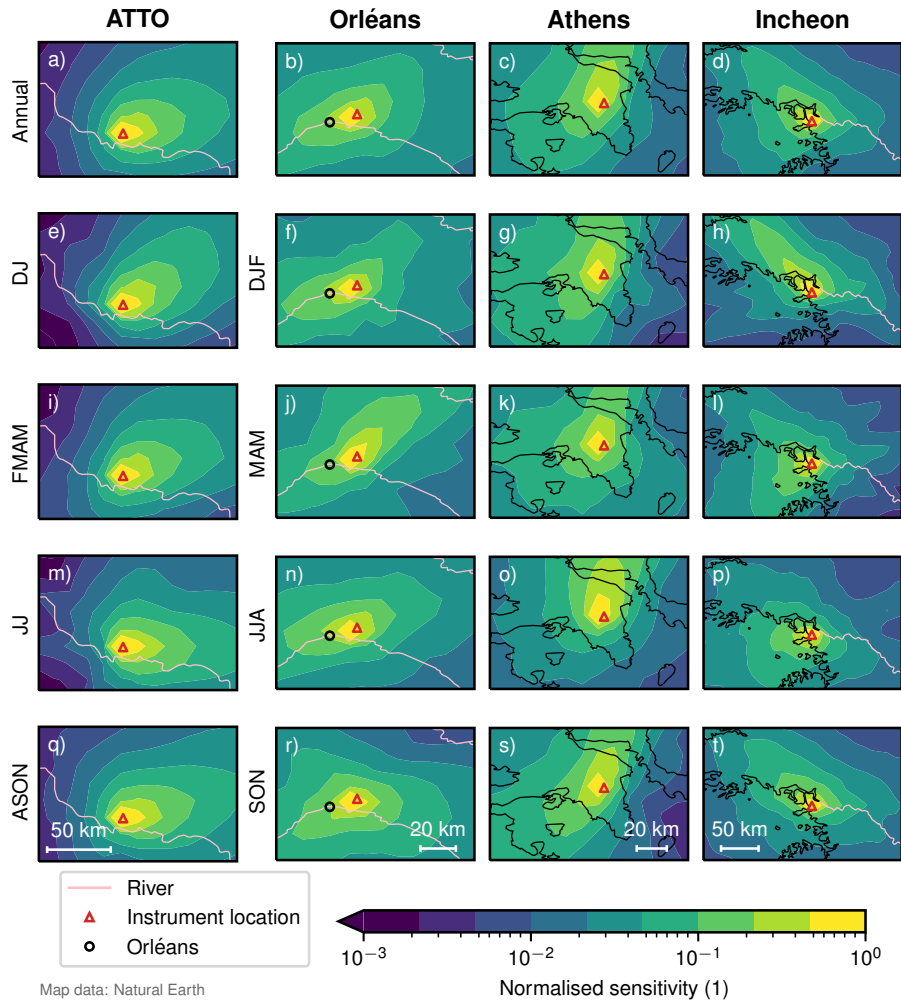 ATTO Orléans Athens Incheon
Annual a) b) c) d)
DJ e) DJF f) g) h)
FMAM i) MAM j) k) l)
JJ m) JJA n) o) p)
ASON q) SON r) s) t)
50 km 20 km 20 km 50 km
River
Instrument location
Orléans
10⁻³ 10⁻² 10⁻¹ 10⁰
Normalised sensitivity (1)
Map data: Natural Earth